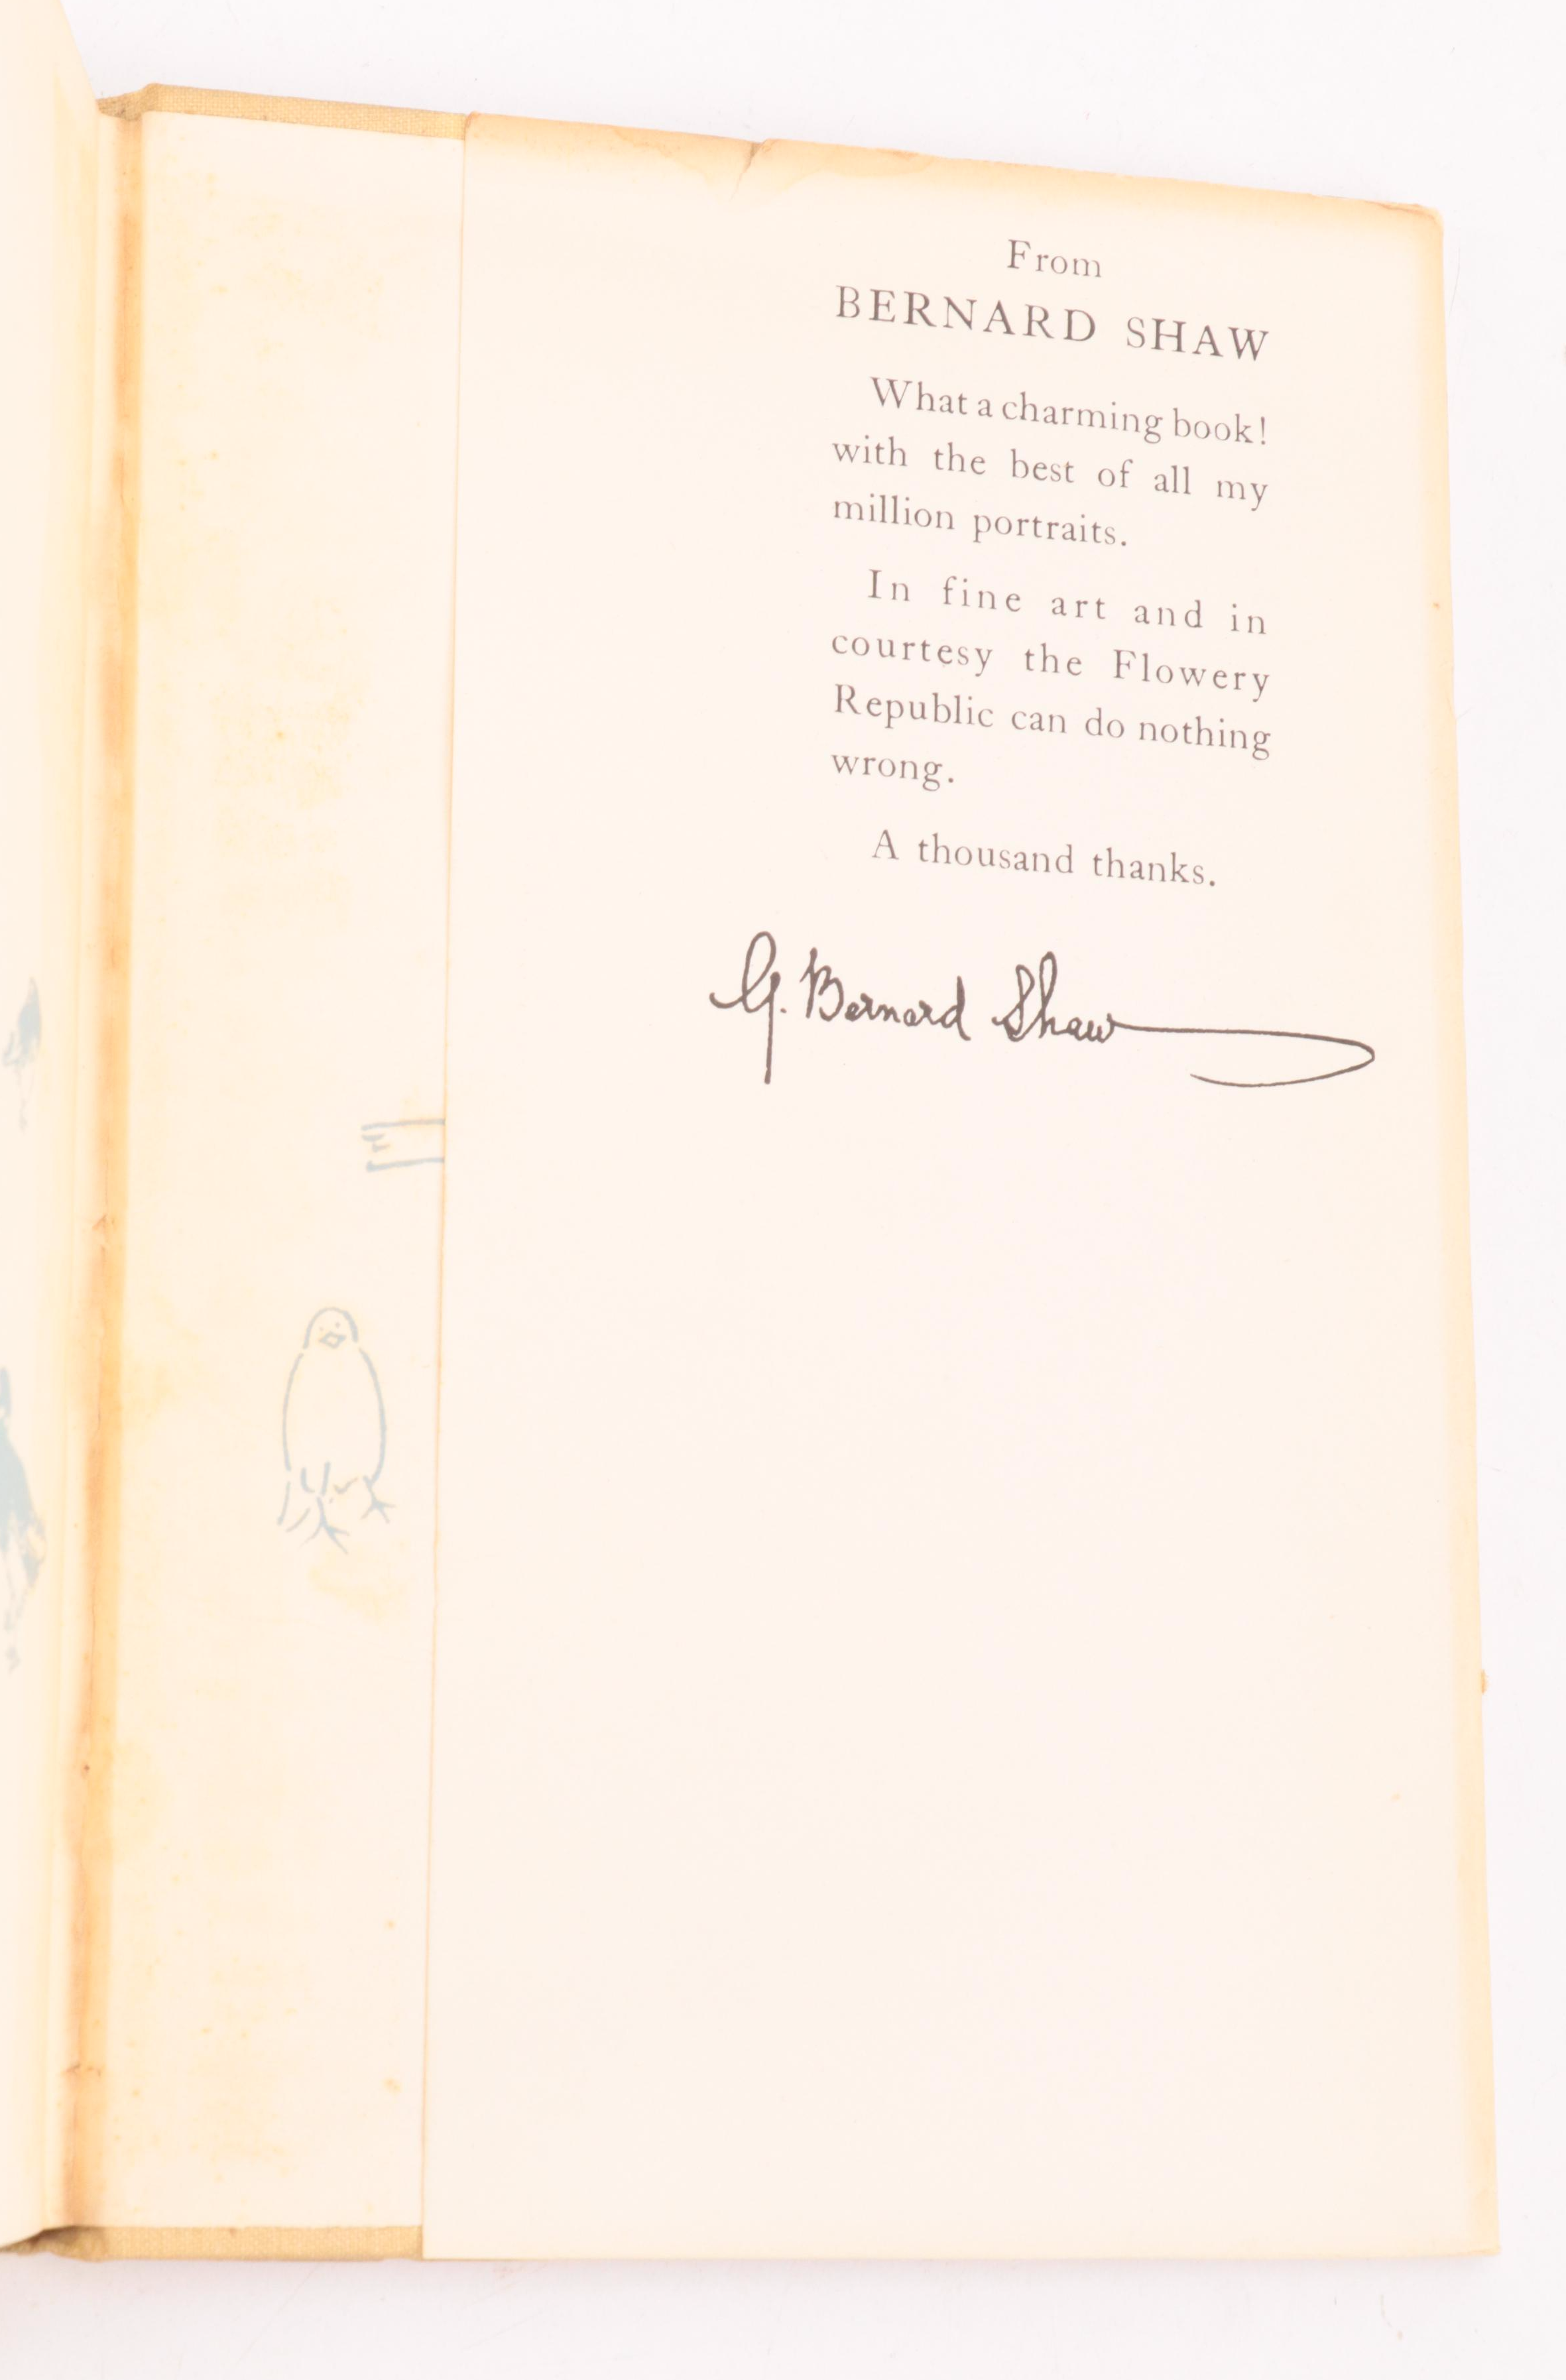 From
BERNARD SHAW
What a charming book!
with the best of all my
million portraits.
In fine art and in
courtesy the Flowery
Republic can do nothing
wrong.
A thousand thanks.
G. Bernard Shaw